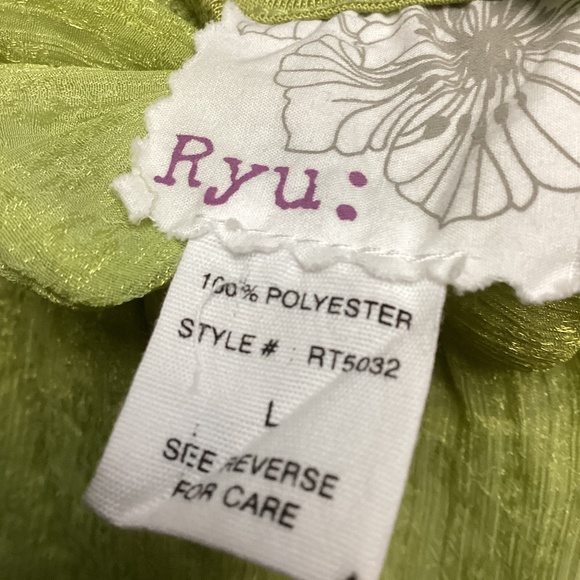 Ryu:
100% POLYESTER
STYLE # : RT5032
L
SEE REVERSE
FOR CARE